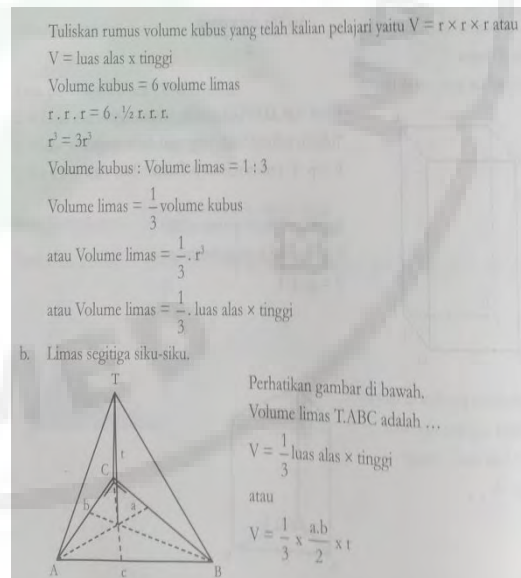 Tuliskan rumus volume kubus yang telah kalian pelajari yaitu V = r × r × r atau
V = luas alas x tinggi
Volume kubus = 6 volume limas
r . r . r = 6 . ½ r. r. r.
r³ = 3r³
Volume kubus : Volume limas = 1 : 3
Volume limas = 1/3 volume kubus
atau Volume limas = 1/3 . r³
atau Volume limas = 1/3 . luas alas × tinggi
b. Limas segitiga siku-siku.
Perhatikan gambar di bawah.
Volume limas T.ABC adalah …
V = 1/3 luas alas × tinggi
atau
V = 1/3 x a.b/2 x t
T
t
C
b a
A c B